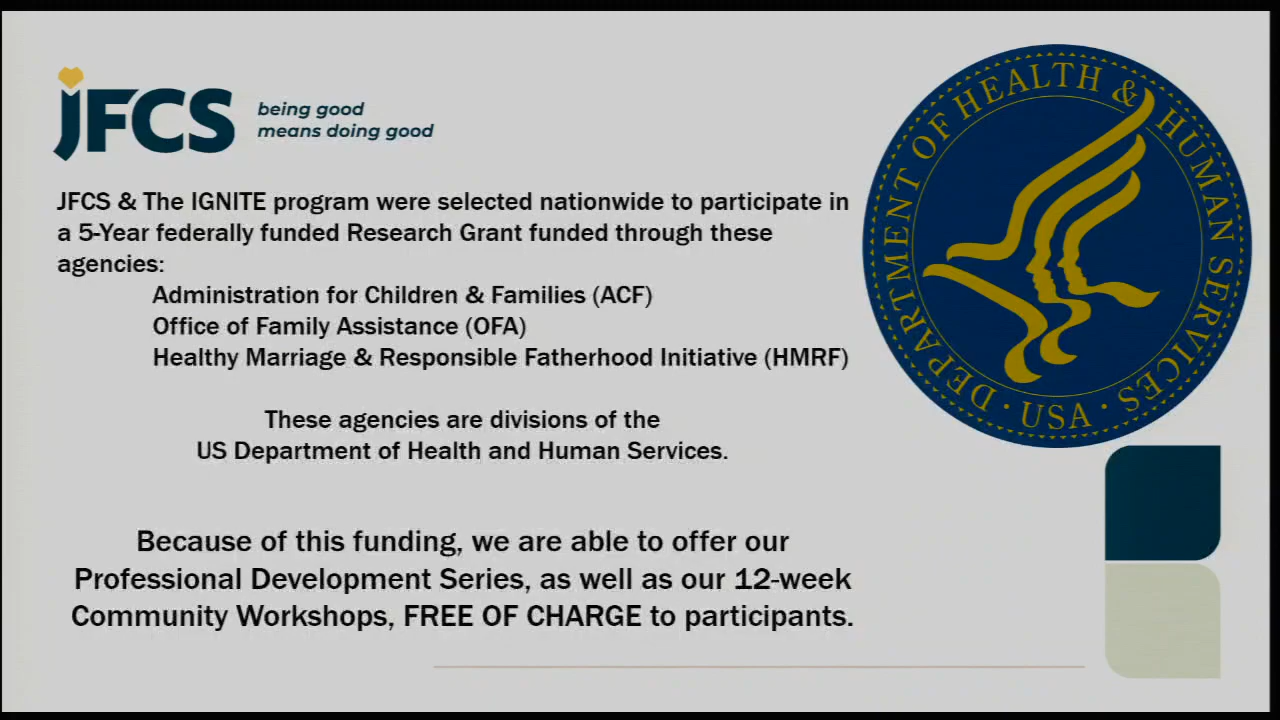 JFCS
being good
means doing good
JFCS & The IGNITE program were selected nationwide to participate in
a 5-Year federally funded Research Grant funded through these
agencies:
Administration for Children & Families (ACF)
Office of Family Assistance (OFA)
Healthy Marriage & Responsible Fatherhood Initiative (HMRF)
These agencies are divisions of the
US Department of Health and Human Services.
Because of this funding, we are able to offer our
Professional Development Series, as well as our 12-week
Community Workshops, FREE OF CHARGE to participants.
DEPARTMENT OF HEALTH & HUMAN SERVICES · USA ·